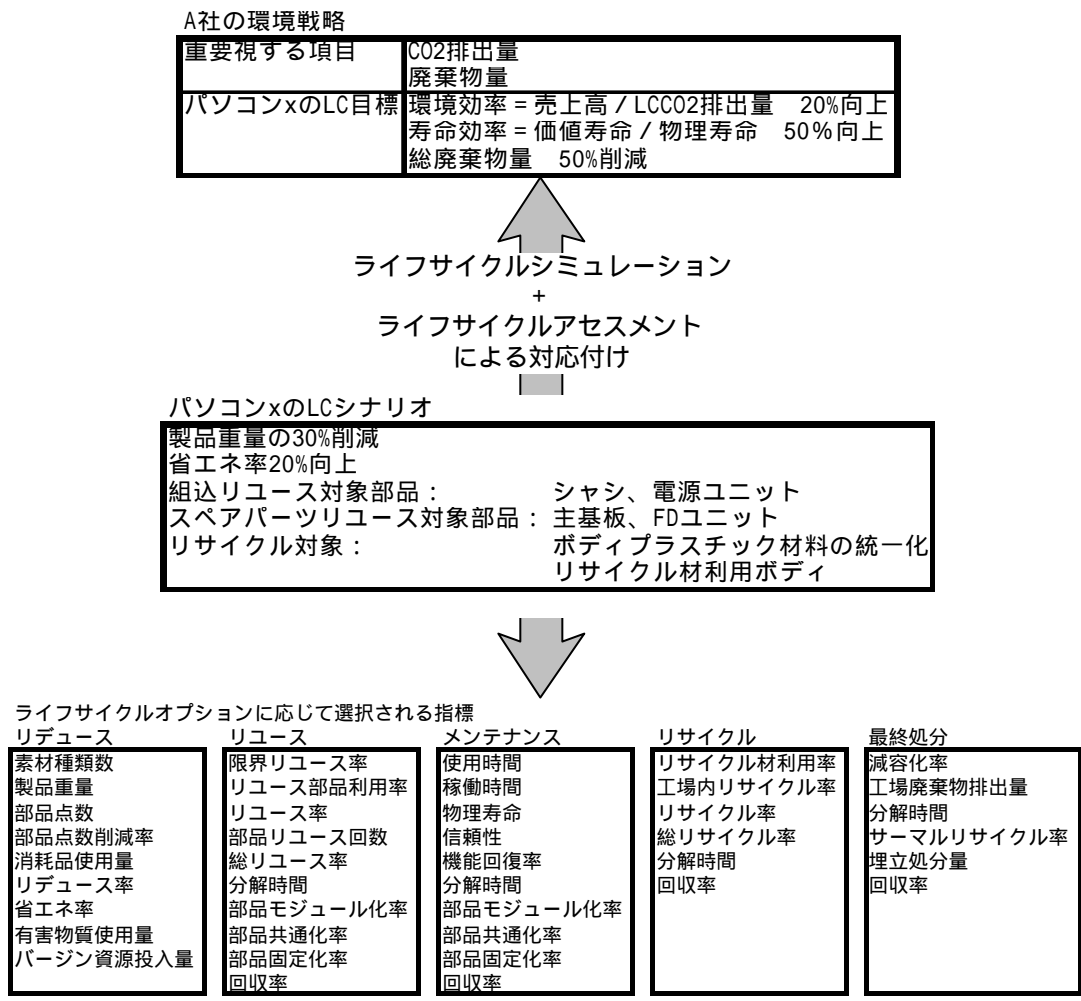 A社の環境戦略
重要視する項目 CO2排出量
廃棄物量
パソコンxのLC目標 環境効率＝売上高／LCCO2排出量　20%向上
寿命効率＝価値寿命／物理寿命　50％向上
総廃棄物量　50%削減
ライフサイクルシミュレーション
+
ライフサイクルアセスメント
による対応付け
パソコンxのLCシナリオ
製品重量の30%削減
省エネ率20%向上
組込リユース対象部品： シャシ、電源ユニット
スペアパーツリユース対象部品： 主基板、FDユニット
リサイクル対象： ボディプラスチック材料の統一化
リサイクル材利用ボディ
ライフサイクルオプションに応じて選択される指標
リデュース
素材種類数
製品重量
部品点数
部品点数削減率
消耗品使用量
リデュース率
省エネ率
有害物質使用量
バージン資源投入量
リユース
限界リユース率
リユース部品利用率
リユース率
部品リユース回数
総リユース率
分解時間
部品モジュール化率
部品共通化率
部品固定化率
回収率
メンテナンス
使用時間
稼働時間
物理寿命
信頼性
機能回復率
分解時間
部品モジュール化率
部品共通化率
部品固定化率
回収率
リサイクル
リサイクル材利用率
工場内リサイクル率
リサイクル率
総リサイクル率
分解時間
回収率
最終処分
減容化率
工場廃棄物排出量
分解時間
サーマルリサイクル率
埋立処分量
回収率